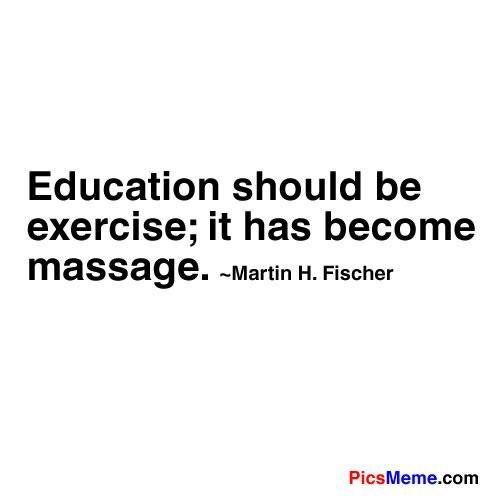 Education should be
exercise; it has become
massage. ~Martin H. Fischer
PicsMeme.com